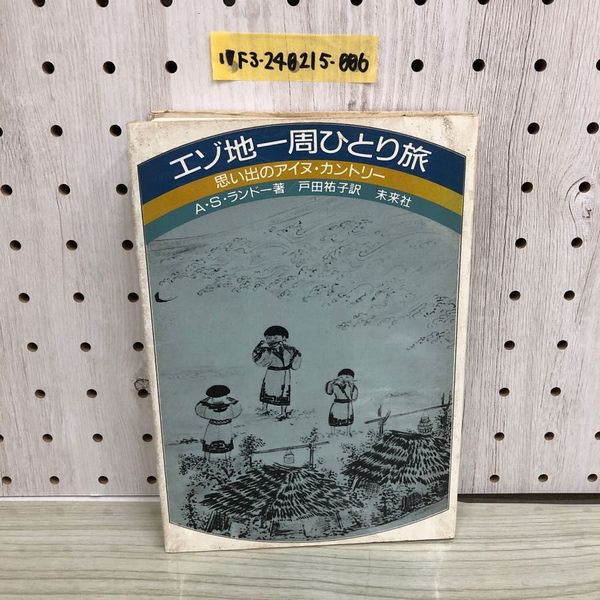 1VF3-240215-006
エゾ地一周ひとり旅
思い出のアイヌ・カントリー
A・S・ランドー著 戸田祐子訳 未来社